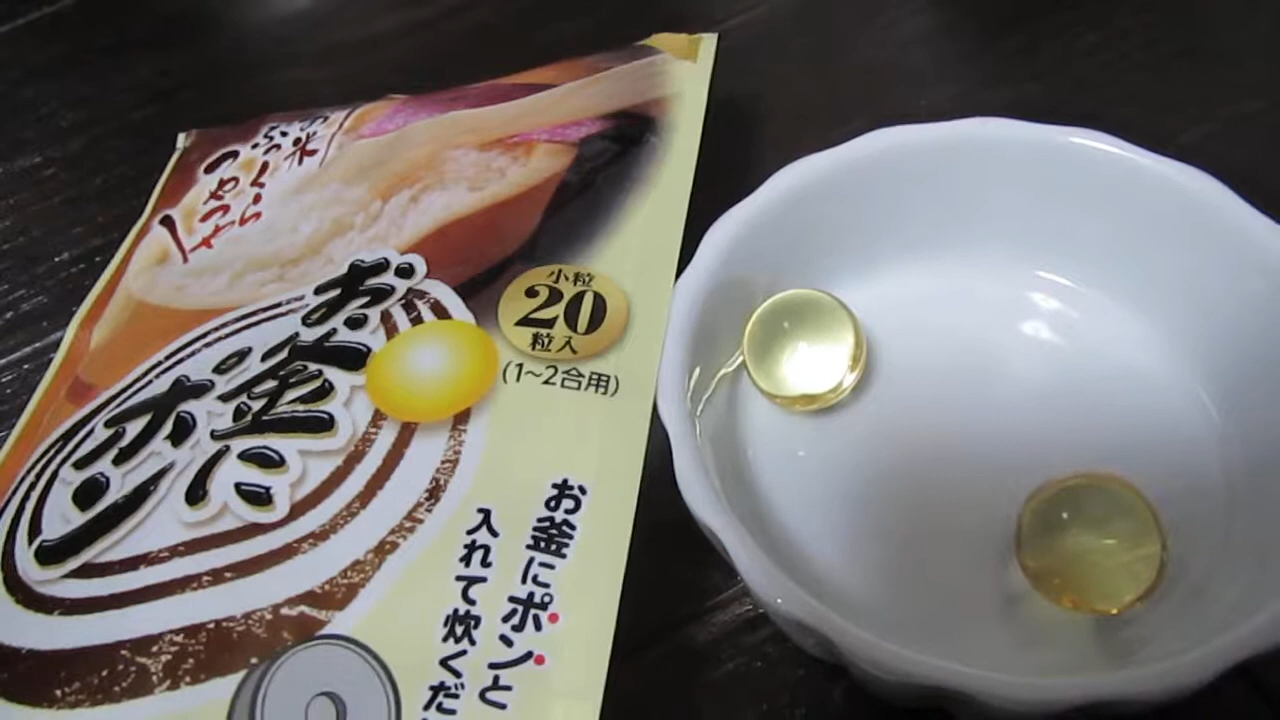 お米
ふっくら
つやつや
お釜に
ポン
小粒
20
粒入
(1~2合用)
お釜にポンと
入れて炊くだけ